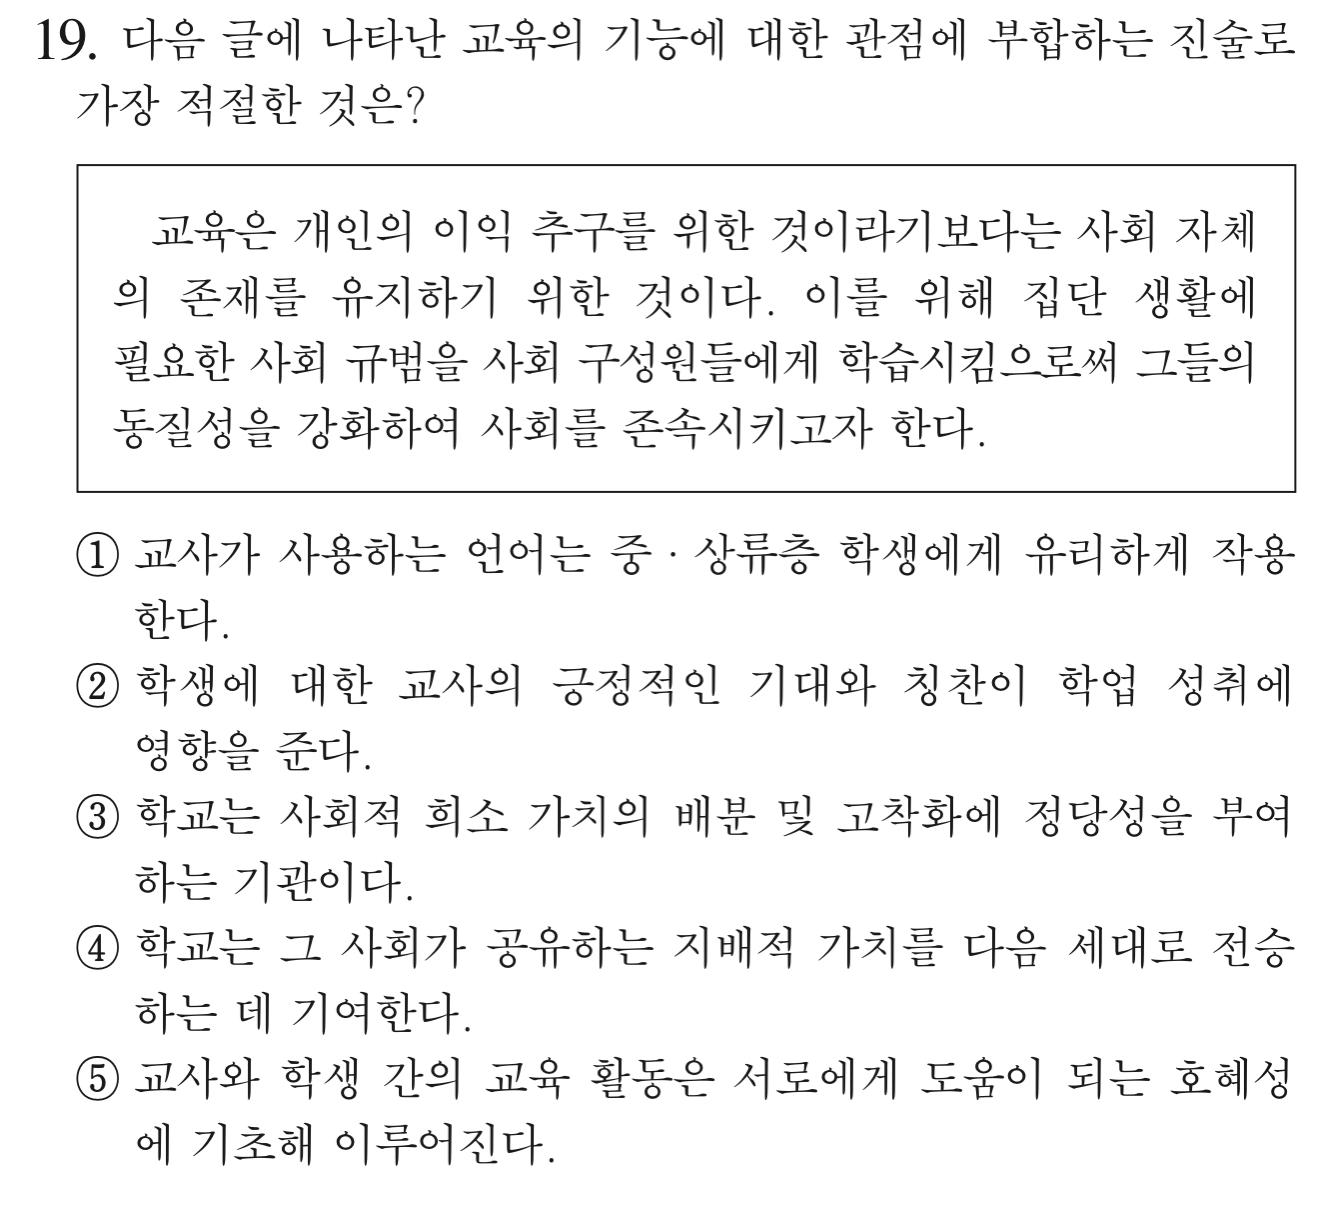 19. 다음 글에 나타난 교육의 기능에 대한 관점에 부합하는 진술로
가장 적절한 것은?
교육은 개인의 이익 추구를 위한 것이라기보다는 사회 자체
의 존재를 유지하기 위한 것이다. 이를 위해 집단 생활에
필요한 사회 규범을 사회 구성원들에게 학습시킴으로써 그들의
동질성을 강화하여 사회를 존속시키고자 한다.
① 교사가 사용하는 언어는 중 · 상류층 학생에게 유리하게 작용
한다.
② 학생에 대한 교사의 긍정적인 기대와 칭찬이 학업 성취에
영향을 준다.
③ 학교는 사회적 희소 가치의 배분 및 고착화에 정당성을 부여
하는 기관이다.
④ 학교는 그 사회가 공유하는 지배적 가치를 다음 세대로 전승
하는 데 기여한다.
⑤ 교사와 학생 간의 교육 활동은 서로에게 도움이 되는 호혜성
에 기초해 이루어진다.